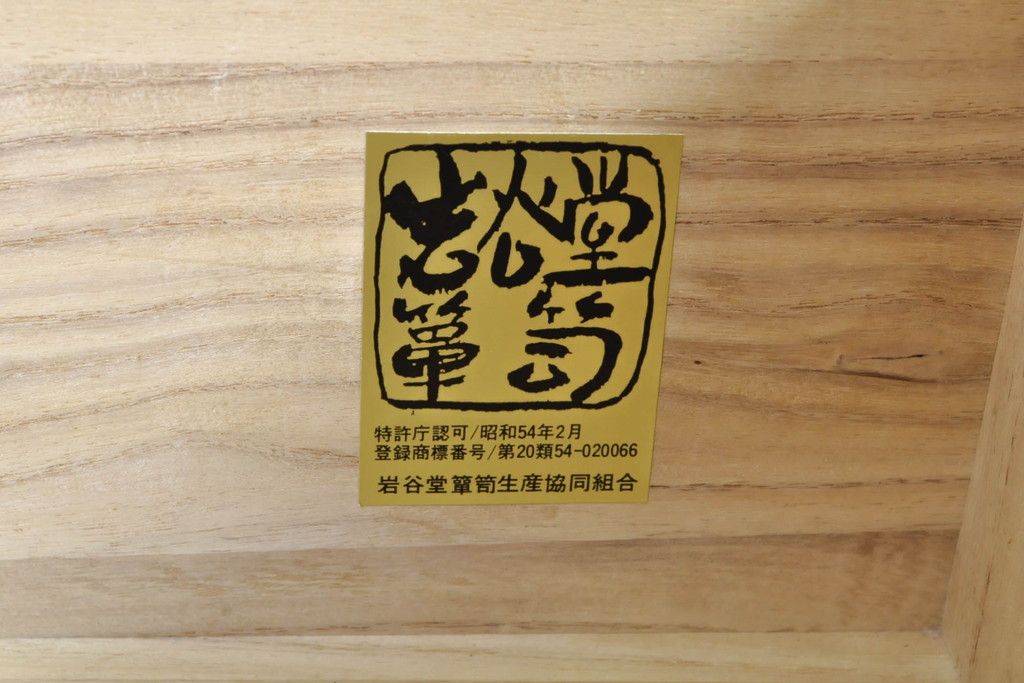 岩谷堂
簞笥
特許庁認可/昭和54年2月
登録商標番号/第20類54-020066
岩谷堂簞笥生産協同組合